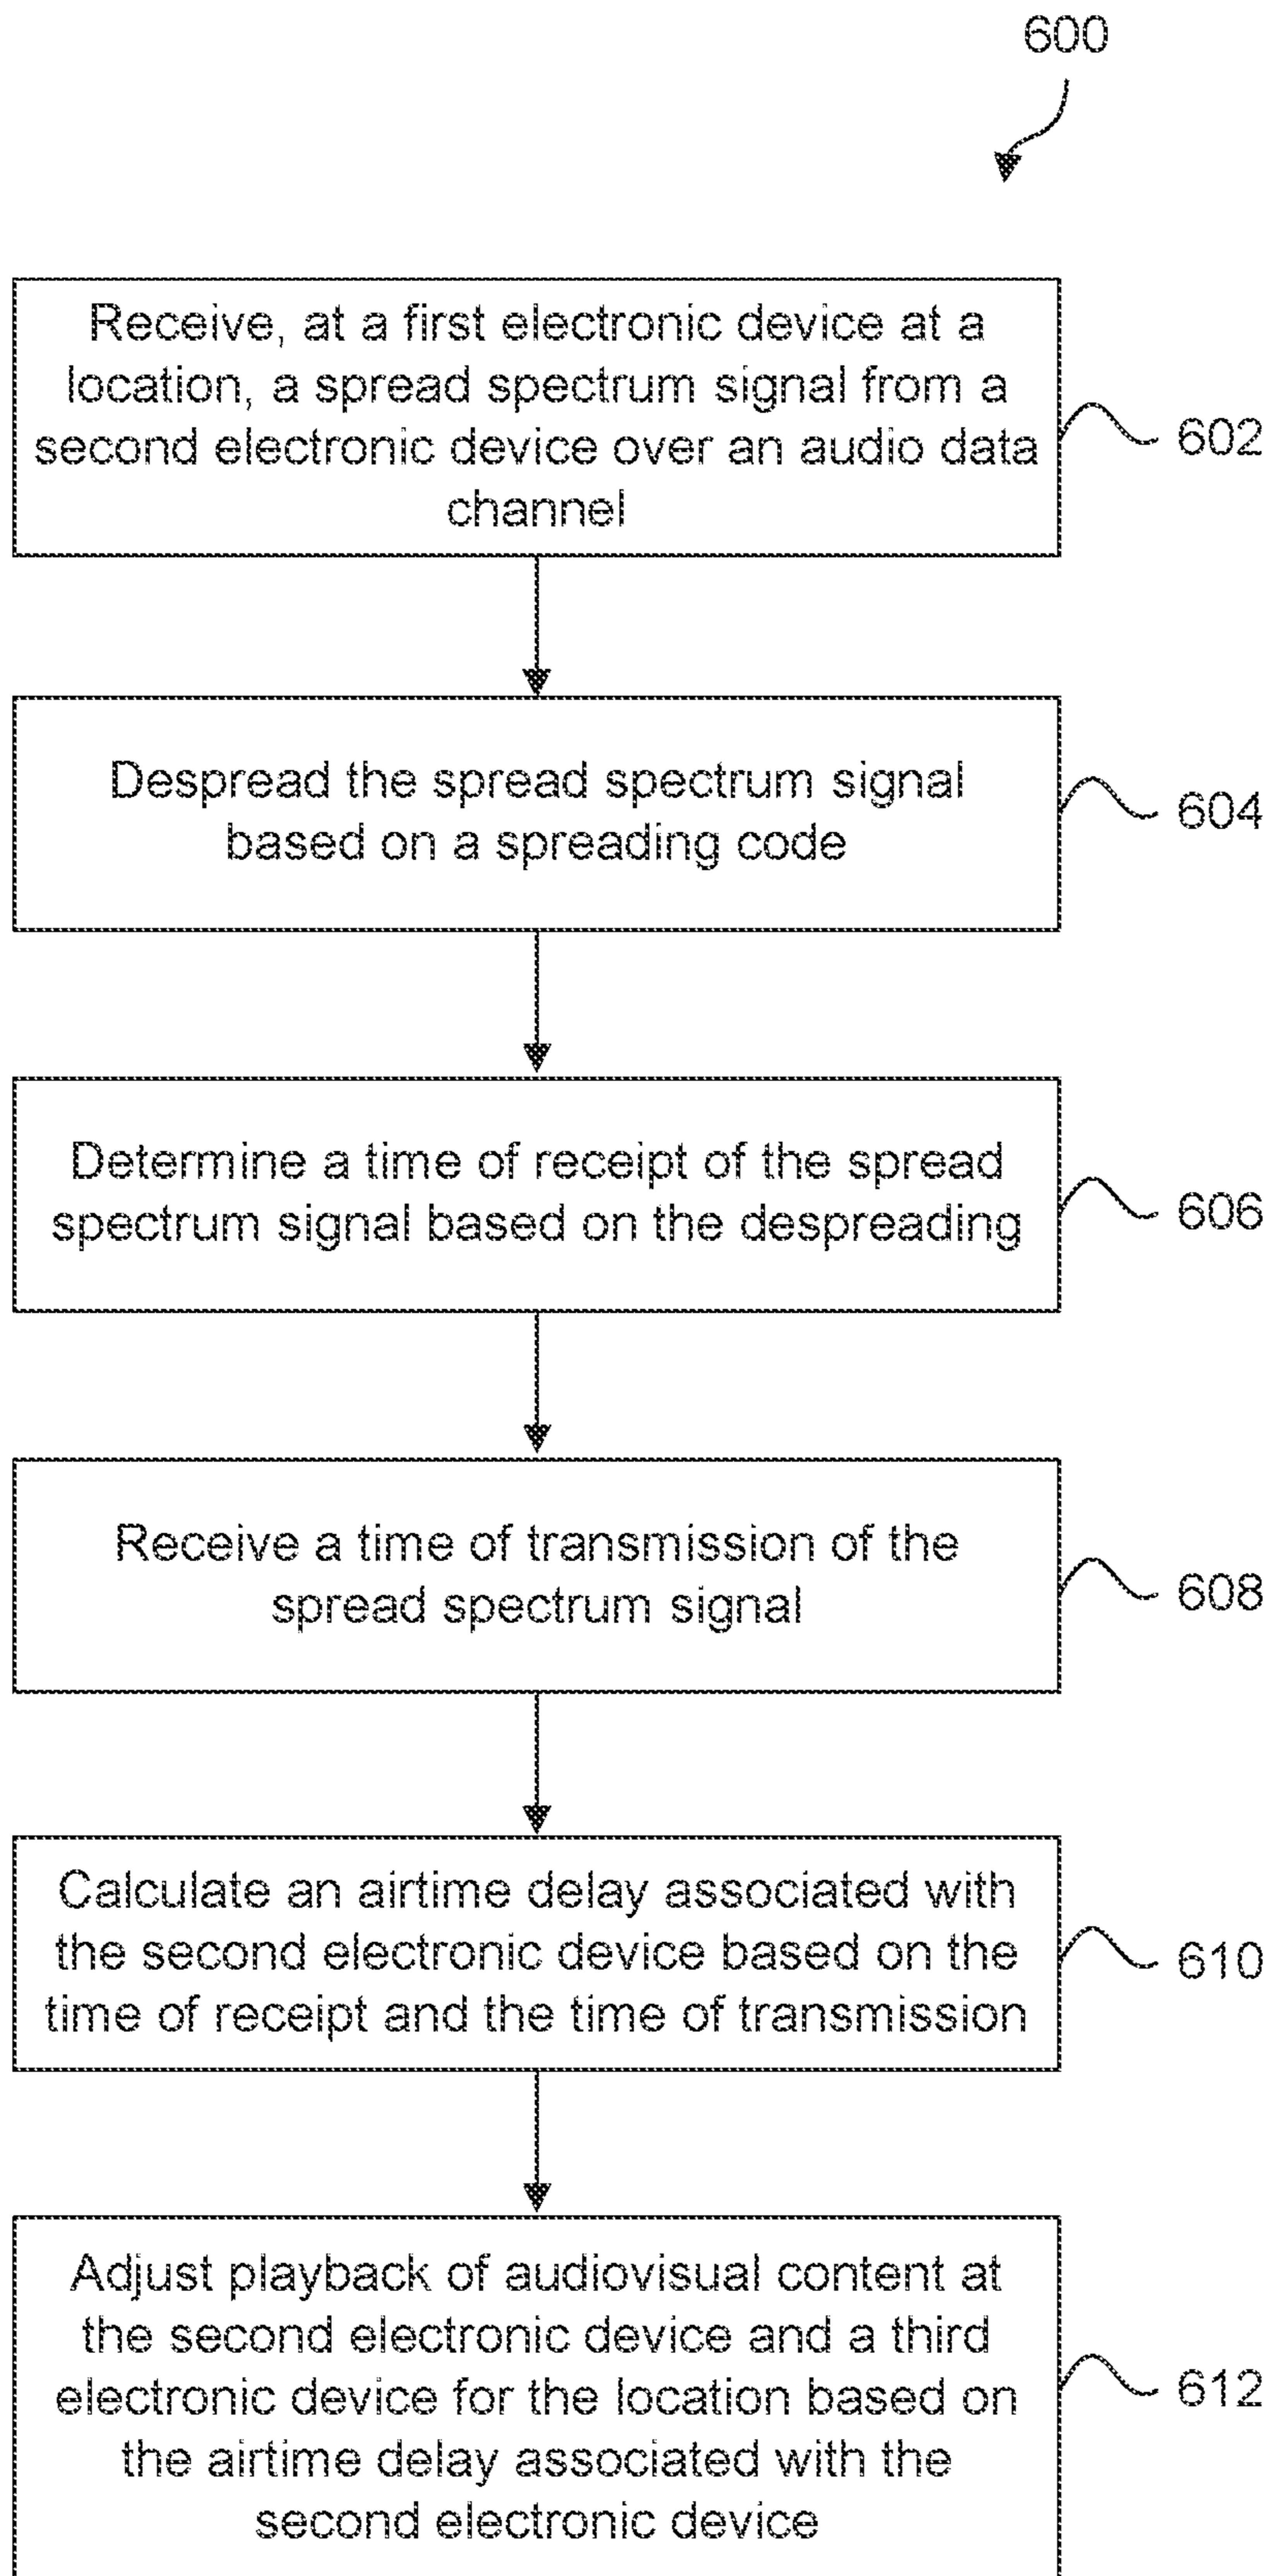 600
Receive, at a first electronic device at a
location, a spread spectrum signal from a
second electronic device over an audio data
channel
602
Despread the spread spectrum signal
based on a spreading code
604
Determine a time of receipt of the spread
spectrum signal based on the despreading
606
Receive a time of transmission of the
spread spectrum signal
608
Calculate an airtime delay associated with
the second electronic device based on the
time of receipt and the time of transmission
610
Adjust playback of audiovisual content at
the second electronic device and a third
electronic device for the location based on
the airtime delay associated with the
second electronic device
612